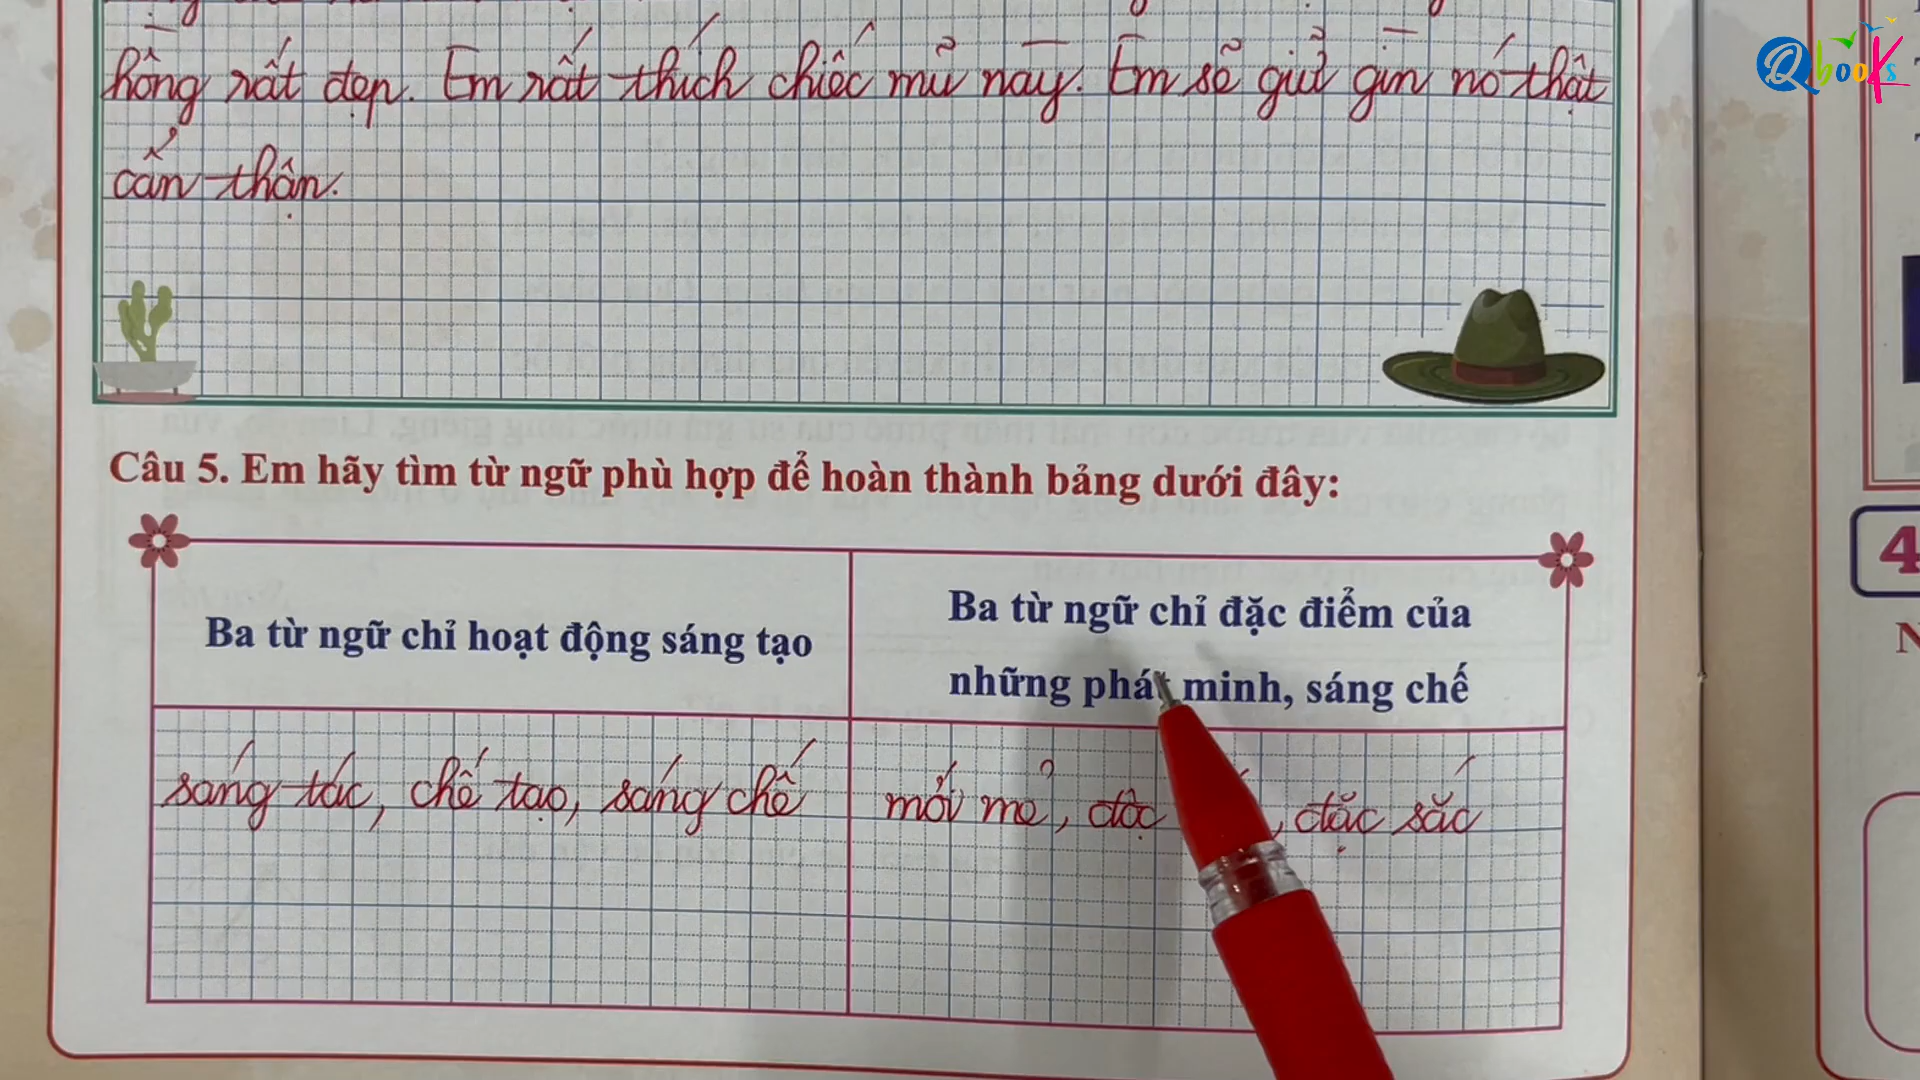 Qbooks
hồng rất đẹp. Em rất thích chiếc mũ này. Em sẽ giữ gìn nó thật
cẩn thận.
Câu 5. Em hãy tìm từ ngữ phù hợp để hoàn thành bảng dưới đây:
Ba từ ngữ chỉ hoạt động sáng tạo
Ba từ ngữ chỉ đặc điểm của
những phát minh, sáng chế
sáng tác, chế tạo, sáng chế
mới mẻ, độc , đặc sắc
4
N